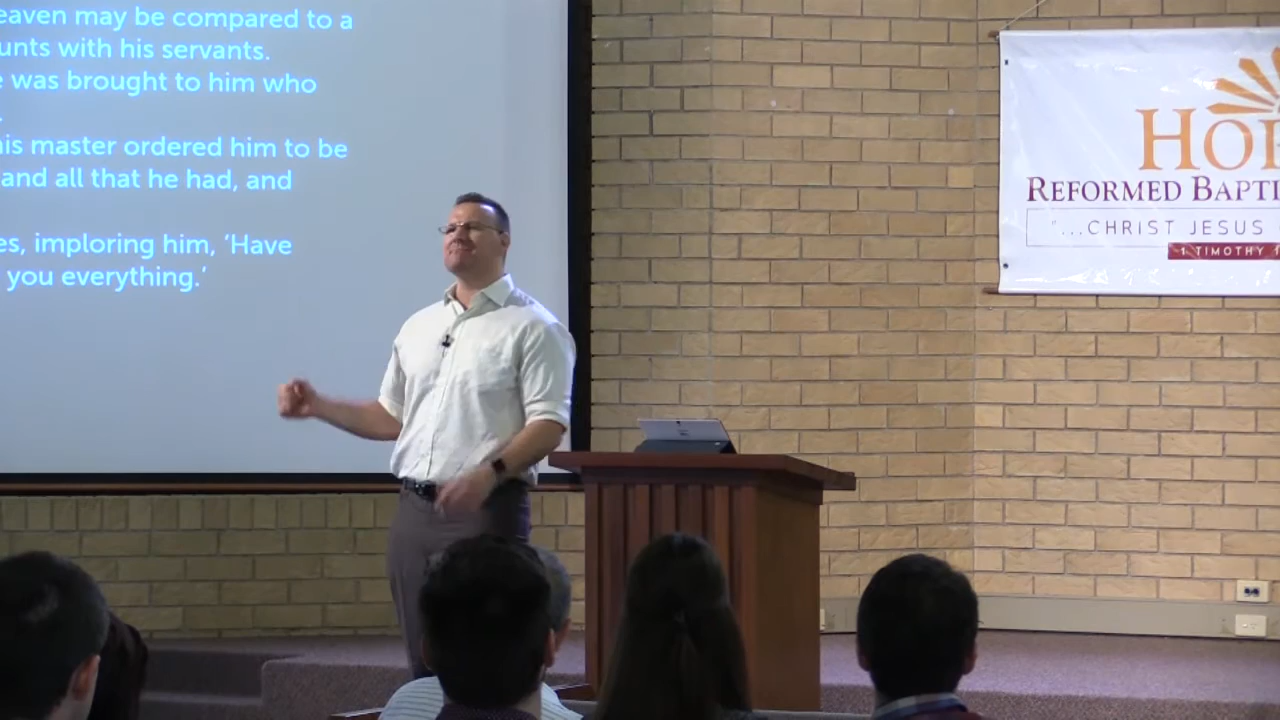 eaven may be compared to a
unts with his servants.
e was brought to him who
his master ordered him to be
and all that he had, and
es, imploring him, ‘Have
you everything.’
HOP
REFORMED BAPTI
"...CHRIST JESUS
1 TIMOTHY 1